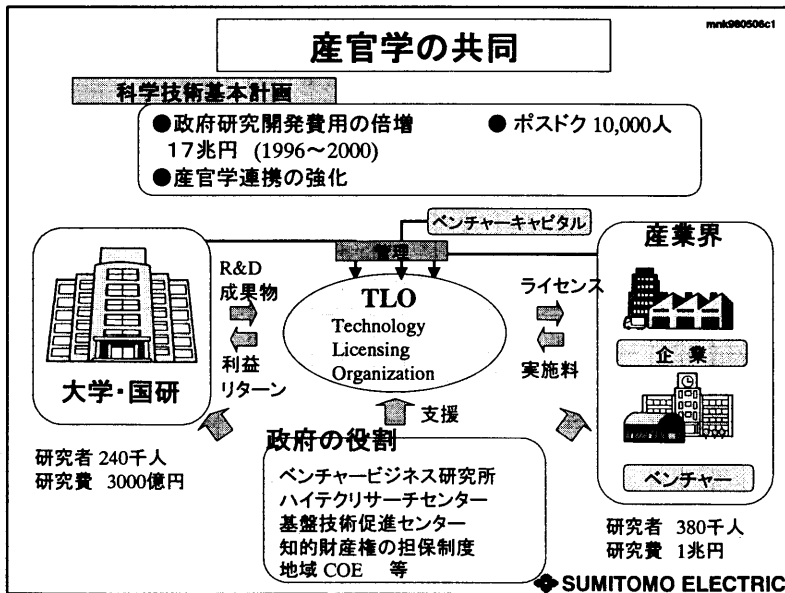 mnk980506c1
産官学の共同
科学技術基本計画
●政府研究開発費用の倍増
17兆円 (1996～2000)
●産官学連携の強化
● ポスドク 10,000人
ベンチャーキャピタル
管理
大学・国研
研究者 240千人
研究費 3000億円
R&D
成果物
利益
リターン
TLO
Technology
Licensing
Organization
ライセンス
実施料
支援
産業界
企 業
ベンチャー
研究者 380千人
研究費 1兆円
政府の役割
ベンチャービジネス研究所
ハイテクリサーチセンター
基盤技術促進センター
知的財産権の担保制度
地域 COE 等
SUMITOMO ELECTRIC